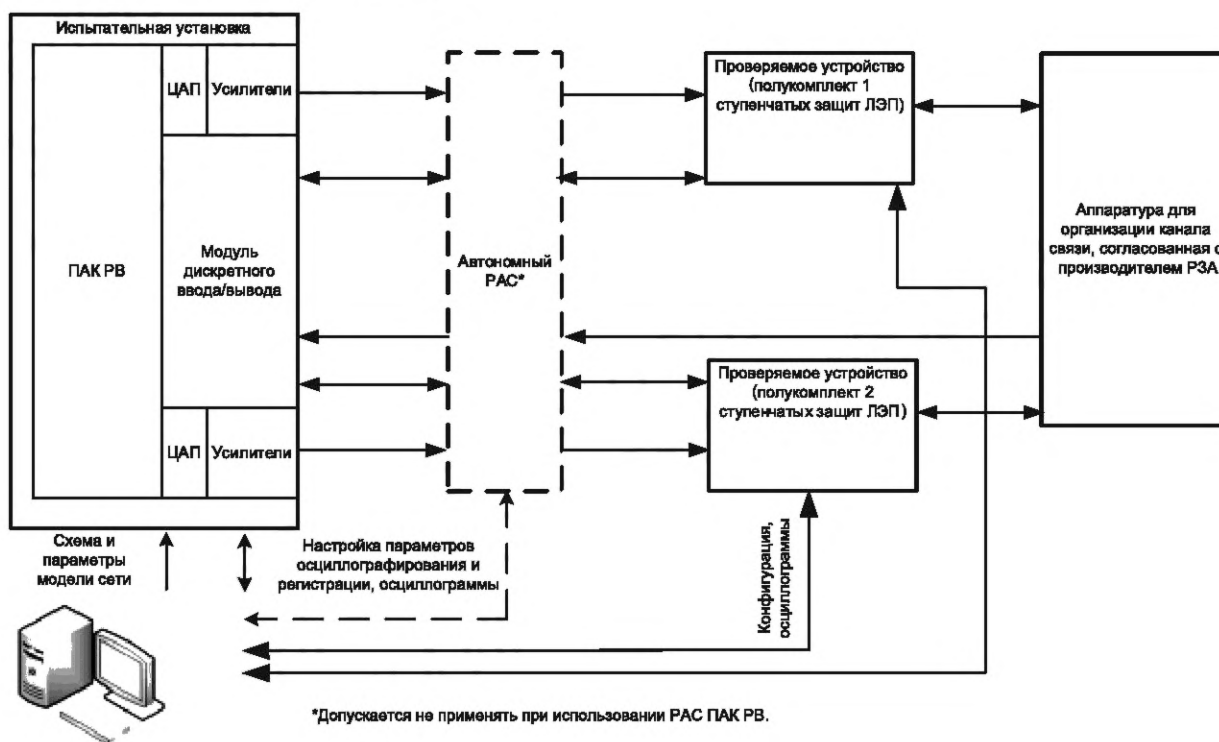 Испытательная установка
ПАК РВ
ЦАП
Усилители
Модуль
дискретного
ввода/вывода
ЦАП
Усилители
Автономный
РАС*
Проверяемое устройство
(полукомплект 1
ступенчатых защит ЛЭП)
Проверяемое устройство
(полукомплект 2
ступенчатых защит ЛЭП)
Аппаратура для
организации канала
связи, согласованная с
производителем РЗА
Схема и
параметры
модели сети
Настройка параметров
осциллографирования и
регистрации, осциллограммы
Конфигурация,
осциллограммы
*Допускается не применять при использовании РАС ПАК РВ.